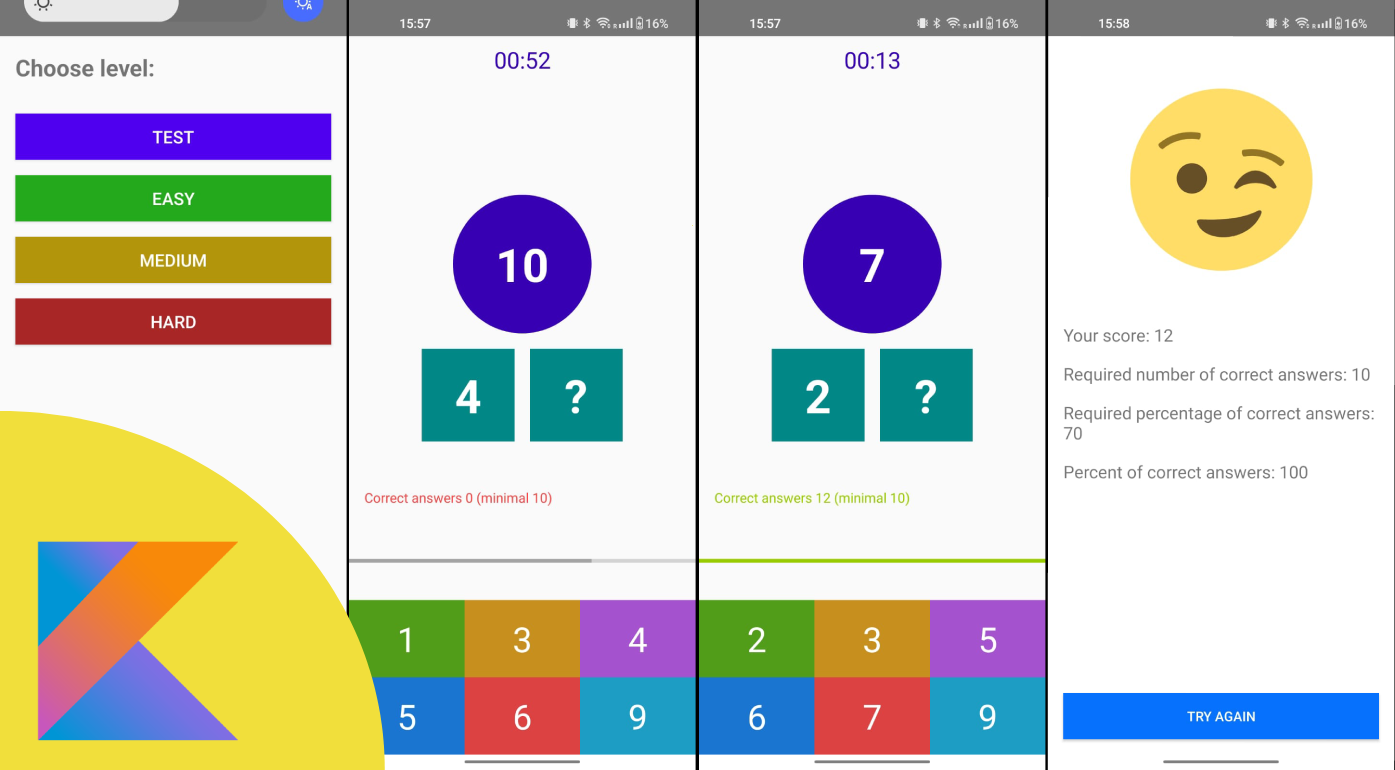 Choose level:
TEST
EASY
MEDIUM
HARD
15:57
16%
00:52
10
4 ?
Correct answers 0 (minimal 10)
1 3 4
5 6 9
15:57
16%
00:13
7
2 ?
Correct answers 12 (minimal 10)
2 3 5
6 7 9
15:58
16%
Your score: 12
Required number of correct answers: 10
Required percentage of correct answers:
70
Percent of correct answers: 100
TRY AGAIN